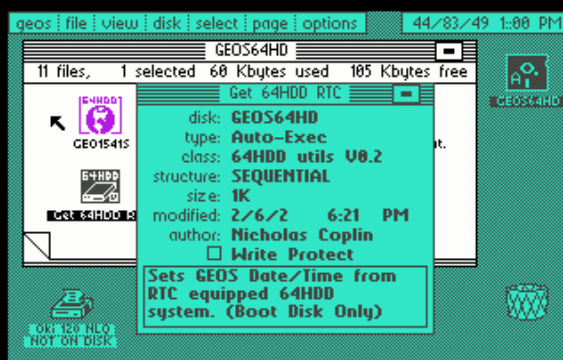 geos file view disk select page options 44/83/49 1::00 PM
GEOS64HD
11 files, 1 selected 60 Kbytes used 105 Kbytes free
Get 64HDD RTC
disk: GEOS64HD
type: Auto-Exec
class: 64HDD utils V0.2
structure: SEQUENTIAL
size: 1K
modified: 2/6/2 6:21 PM
author: Nicholas Coplin
Write Protect
Sets GEOS Date/Time from
RTC equipped 64HDD
system. (Boot Disk Only)
64HDD
GEO1541S
64HDD
Get 64HDD R
nt.
GEOS64HD
Oki 120 NLQ
NOT ON DISK